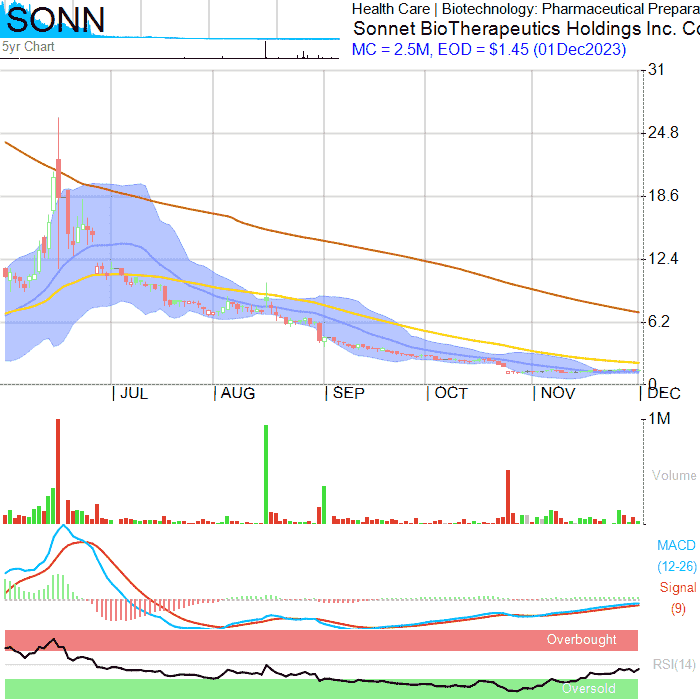 SONN
5yr Chart
Health Care | Biotechnology: Pharmaceutical Prepara
Sonnet BioTherapeutics Holdings Inc. Co
MC = 2.5M, EOD = $1.45 (01Dec2023)
31
24.8
18.6
12.4
6.2
0
JUL AUG SEP OCT NOV DEC
1M
Volume
MACD
(12-26)
Signal
(9)
Overbought
RSI(14)
Oversold